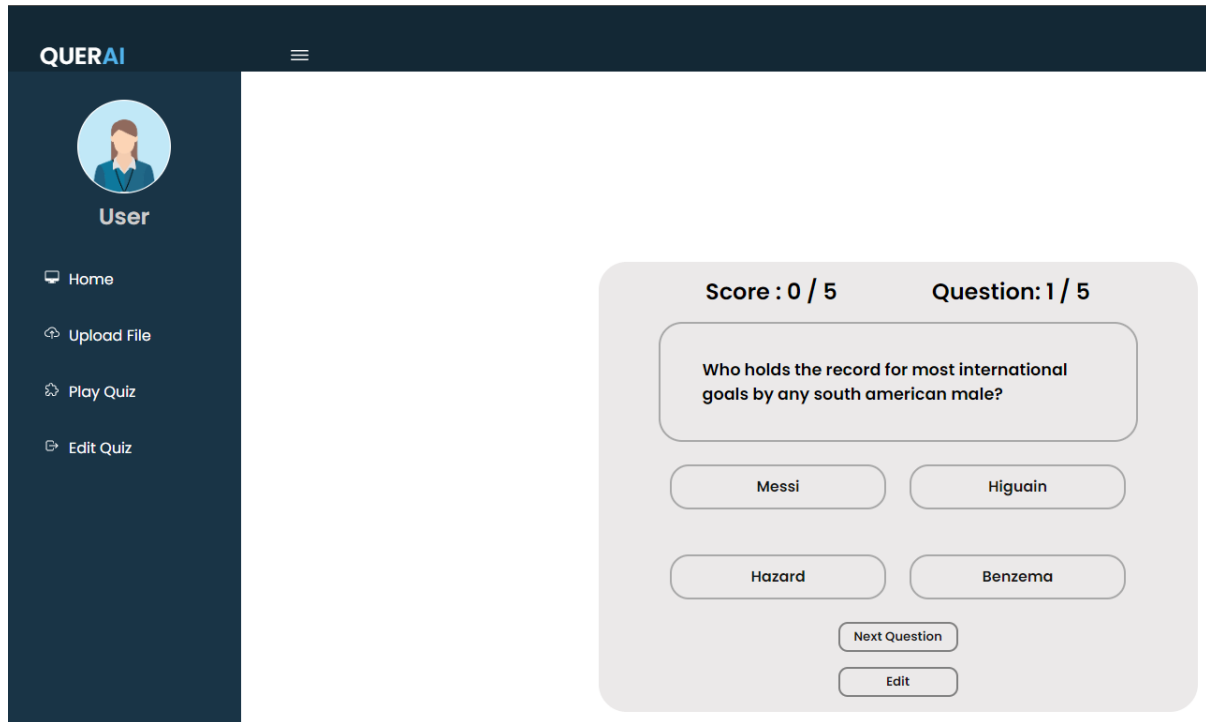 QUERAI
User
Home
Upload File
Play Quiz
Edit Quiz
Score : 0 / 5
Question: 1 / 5
Who holds the record for most international
goals by any south american male?
Messi
Higuain
Hazard
Benzema
Next Question
Edit